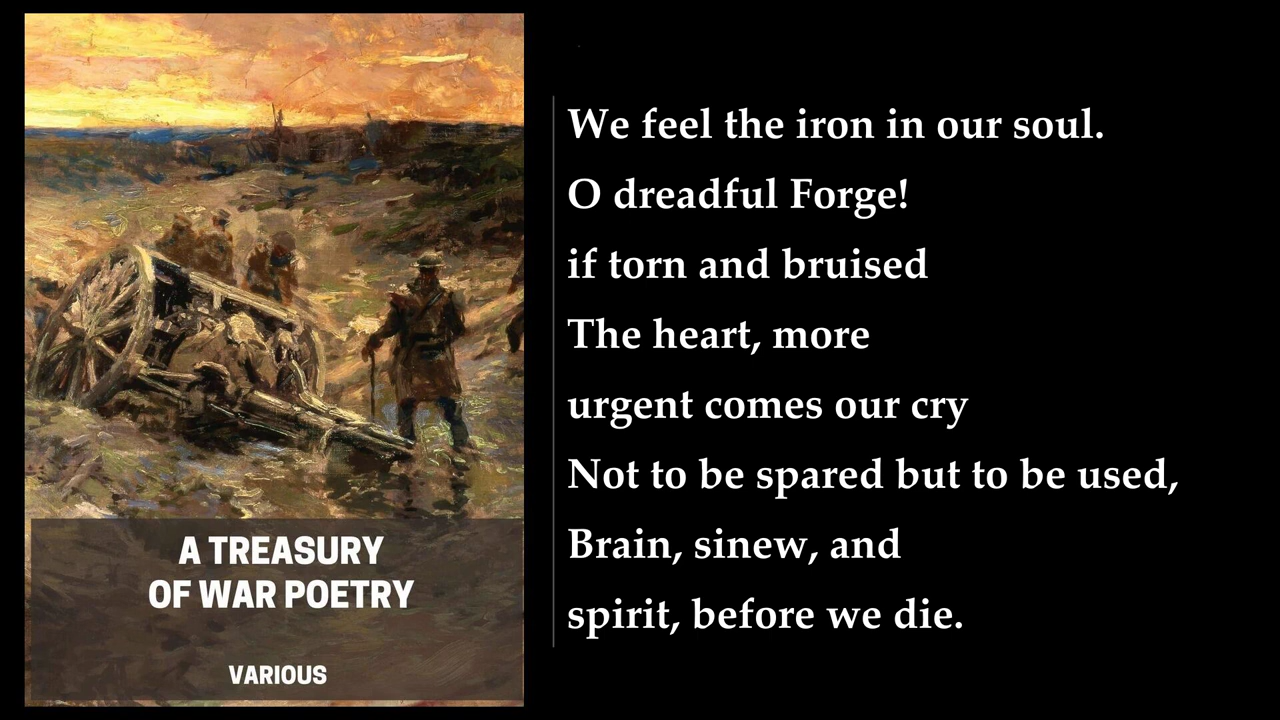 We feel the iron in our soul.
O dreadful Forge!
if torn and bruised
The heart, more
urgent comes our cry
Not to be spared but to be used,
Brain, sinew, and
spirit, before we die.
A TREASURY
OF WAR POETRY
VARIOUS